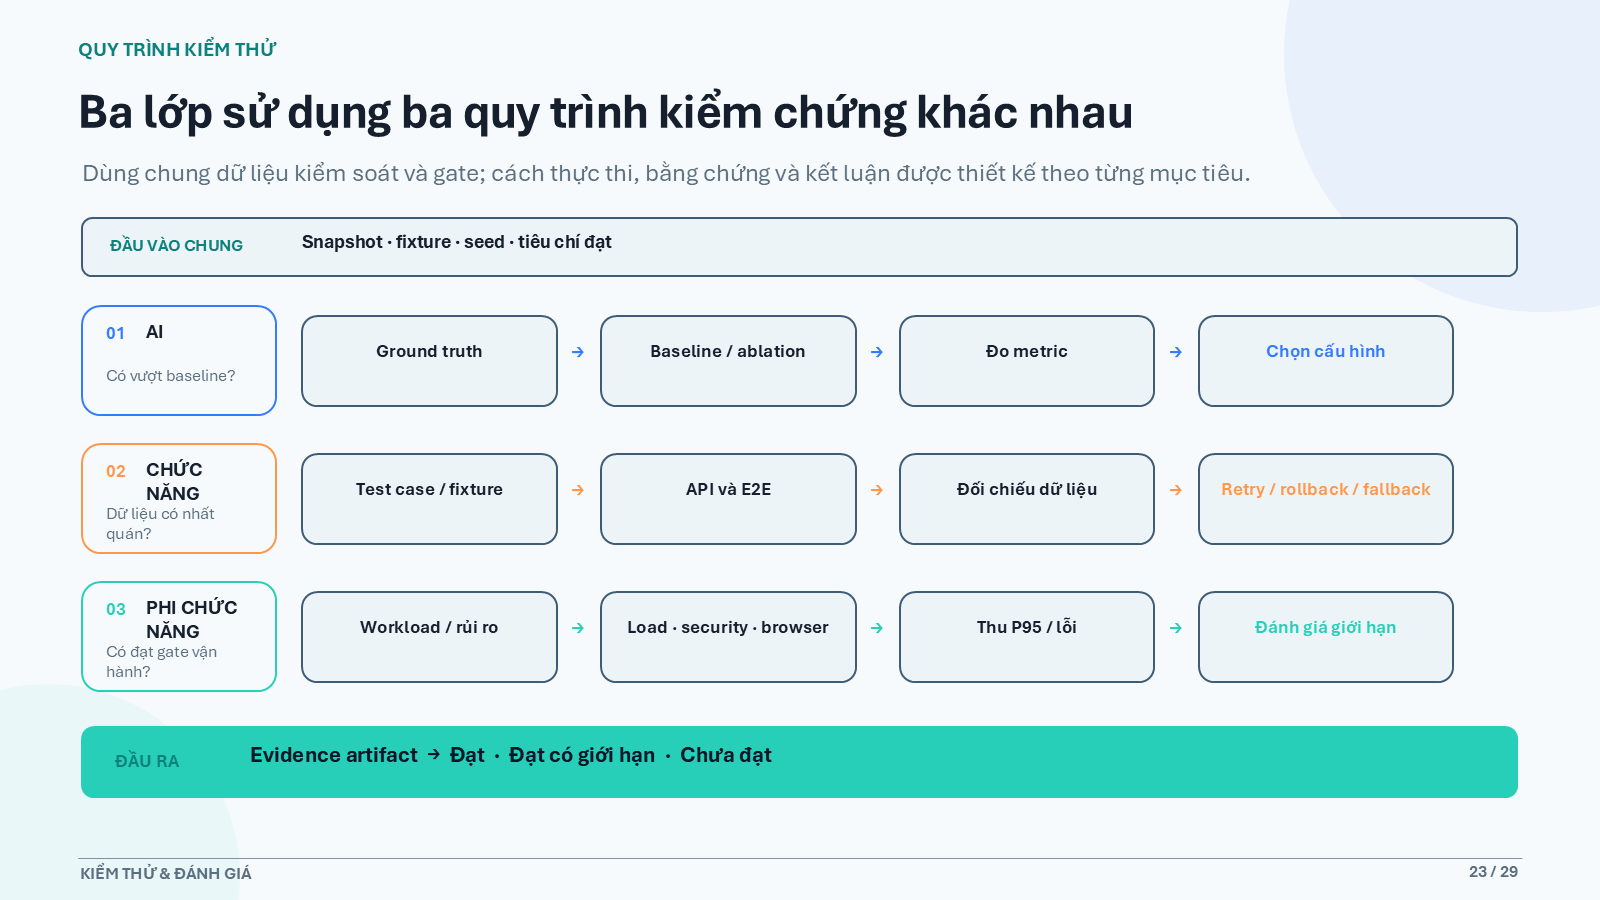 QUY TRÌNH KIỂM THỬ
Ba lớp sử dụng ba quy trình kiểm chứng khác nhau
Dùng chung dữ liệu kiểm soát và gate; cách thực thi, bằng chứng và kết luận được thiết kế theo từng mục tiêu.
ĐẦU VÀO CHUNG Snapshot · fixture · seed · tiêu chí đạt
01 AI
Có vượt baseline?
Ground truth → Baseline / ablation → Đo metric → Chọn cấu hình
02 CHỨC
NĂNG
Dữ liệu có nhất
quán?
Test case / fixture → API và E2E → Đối chiếu dữ liệu → Retry / rollback / fallback
03 PHI CHỨC
NĂNG
Có đạt gate vận
hành?
Workload / rủi ro → Load · security · browser → Thu P95 / lỗi → Đánh giá giới hạn
ĐẦU RA Evidence artifact → Đạt · Đạt có giới hạn · Chưa đạt
KIỂM THỬ & ĐÁNH GIÁ 23 / 29